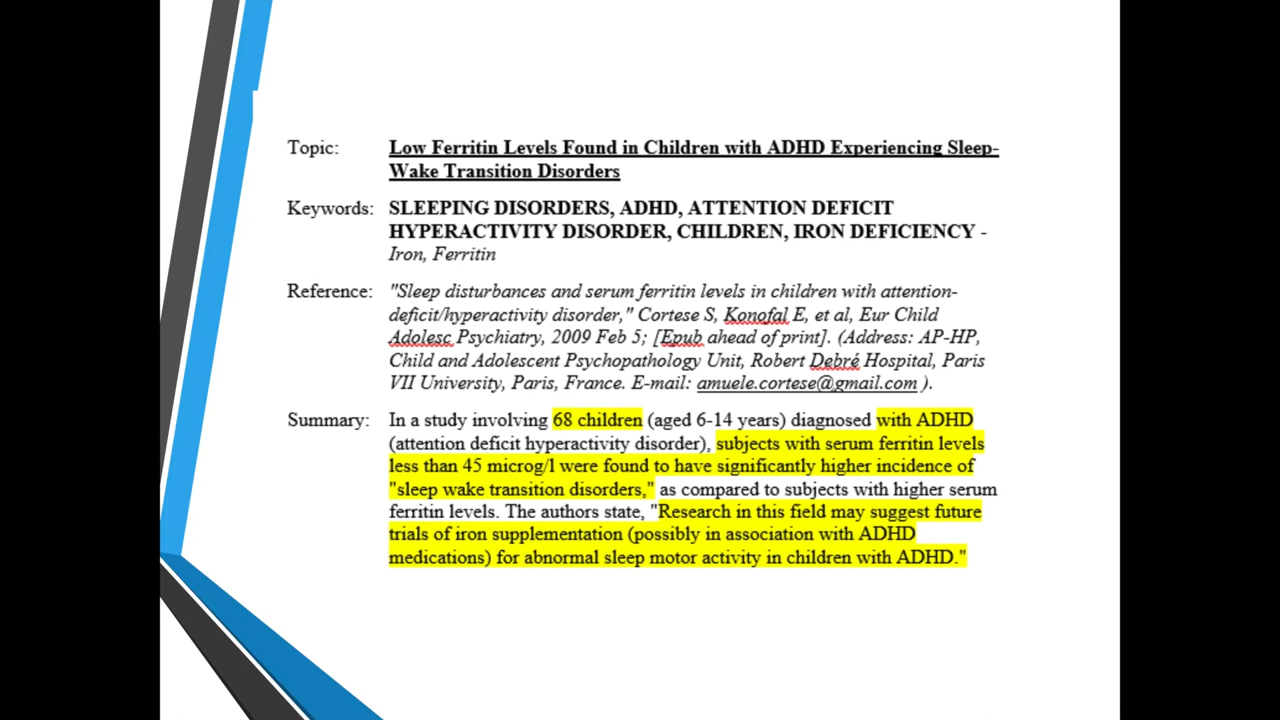 Topic: Low Ferritin Levels Found in Children with ADHD Experiencing Sleep-
Wake Transition Disorders
Keywords: SLEEPING DISORDERS, ADHD, ATTENTION DEFICIT
HYPERACTIVITY DISORDER, CHILDREN, IRON DEFICIENCY -
Iron, Ferritin
Reference: "Sleep disturbances and serum ferritin levels in children with attention-
deficit/hyperactivity disorder," Cortese S, Konofal E, et al, Eur Child
Adolesc Psychiatry, 2009 Feb 5; [Epub ahead of print]. (Address: AP-HP,
Child and Adolescent Psychopathology Unit, Robert Debré Hospital, Paris
VII University, Paris, France. E-mail: amuele.cortese@gmail.com ).
Summary: In a study involving 68 children (aged 6-14 years) diagnosed with ADHD
(attention deficit hyperactivity disorder), subjects with serum ferritin levels
less than 45 microg/l were found to have significantly higher incidence of
"sleep wake transition disorders," as compared to subjects with higher serum
ferritin levels. The authors state, "Research in this field may suggest future
trials of iron supplementation (possibly in association with ADHD
medications) for abnormal sleep motor activity in children with ADHD."